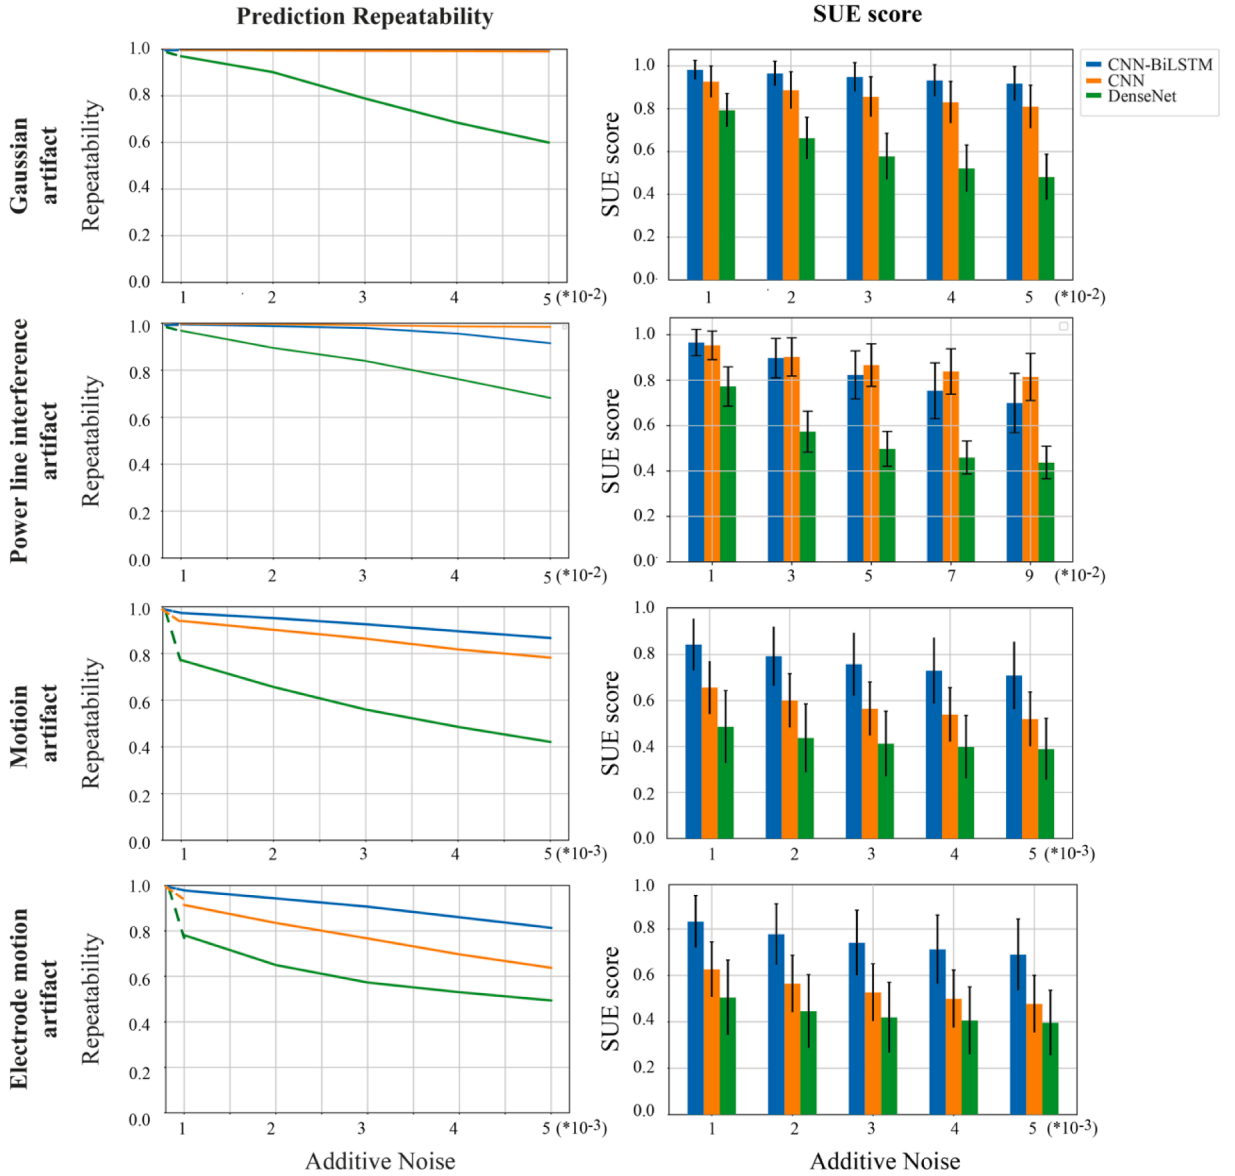 Prediction Repeatability
SUE score
Gaussian
artifact
Repeatability
1.0
0.8
0.6
0.4
0.2
0.0
1 2 3 4 5 (*10-2)
SUE score
1.0
0.8
0.6
0.4
0.2
0.0
1 2 3 4 5 (*10-2)
CNN-BiLSTM
CNN
DenseNet
Power line interference
artifact
Repeatability
1.0
0.8
0.6
0.4
0.2
0.0
1 2 3 4 5 (*10-2)
SUE score
1.0
0.8
0.6
0.4
0.2
0.0
1 3 5 7 9 (*10-2)
Motioin
artifact
Repeatability
1.0
0.8
0.6
0.4
0.2
0.0
1 2 3 4 5 (*10-3)
SUE score
1.0
0.8
0.6
0.4
0.2
0.0
1 2 3 4 5 (*10-3)
Electrode motion
artifact
Repeatability
1.0
0.8
0.6
0.4
0.2
0.0
1 2 3 4 5 (*10-3)
SUE score
1.0
0.8
0.6
0.4
0.2
0.0
1 2 3 4 5 (*10-3)
Additive Noise
Additive Noise